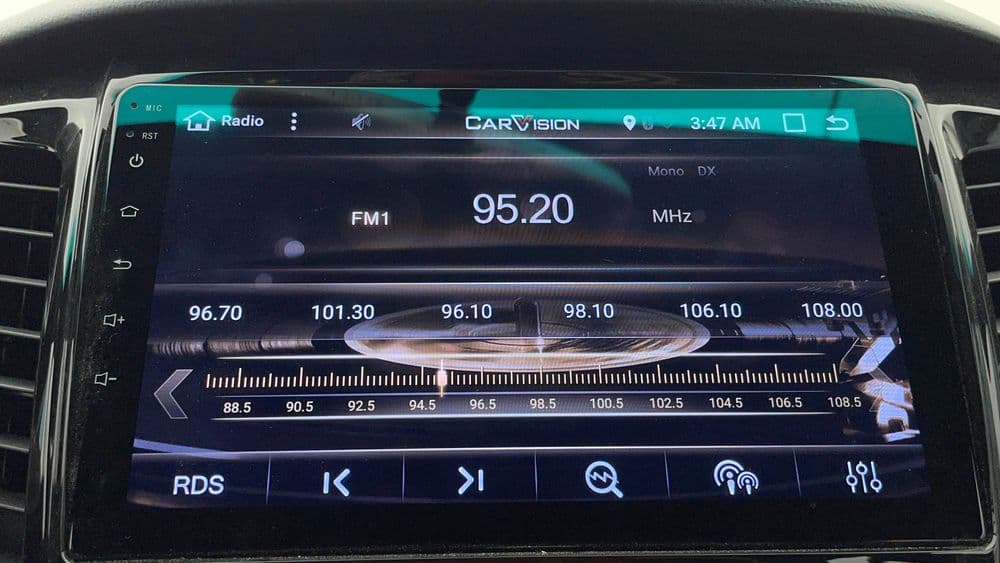 MIC
Radio CARVISION 3:47 AM
RST
Mono DX
FM1 95.20 MHz
96.70 101.30 96.10 98.10 106.10 108.00
88.5 90.5 92.5 94.5 96.5 98.5 100.5 102.5 104.5 106.5 108.5
RDS